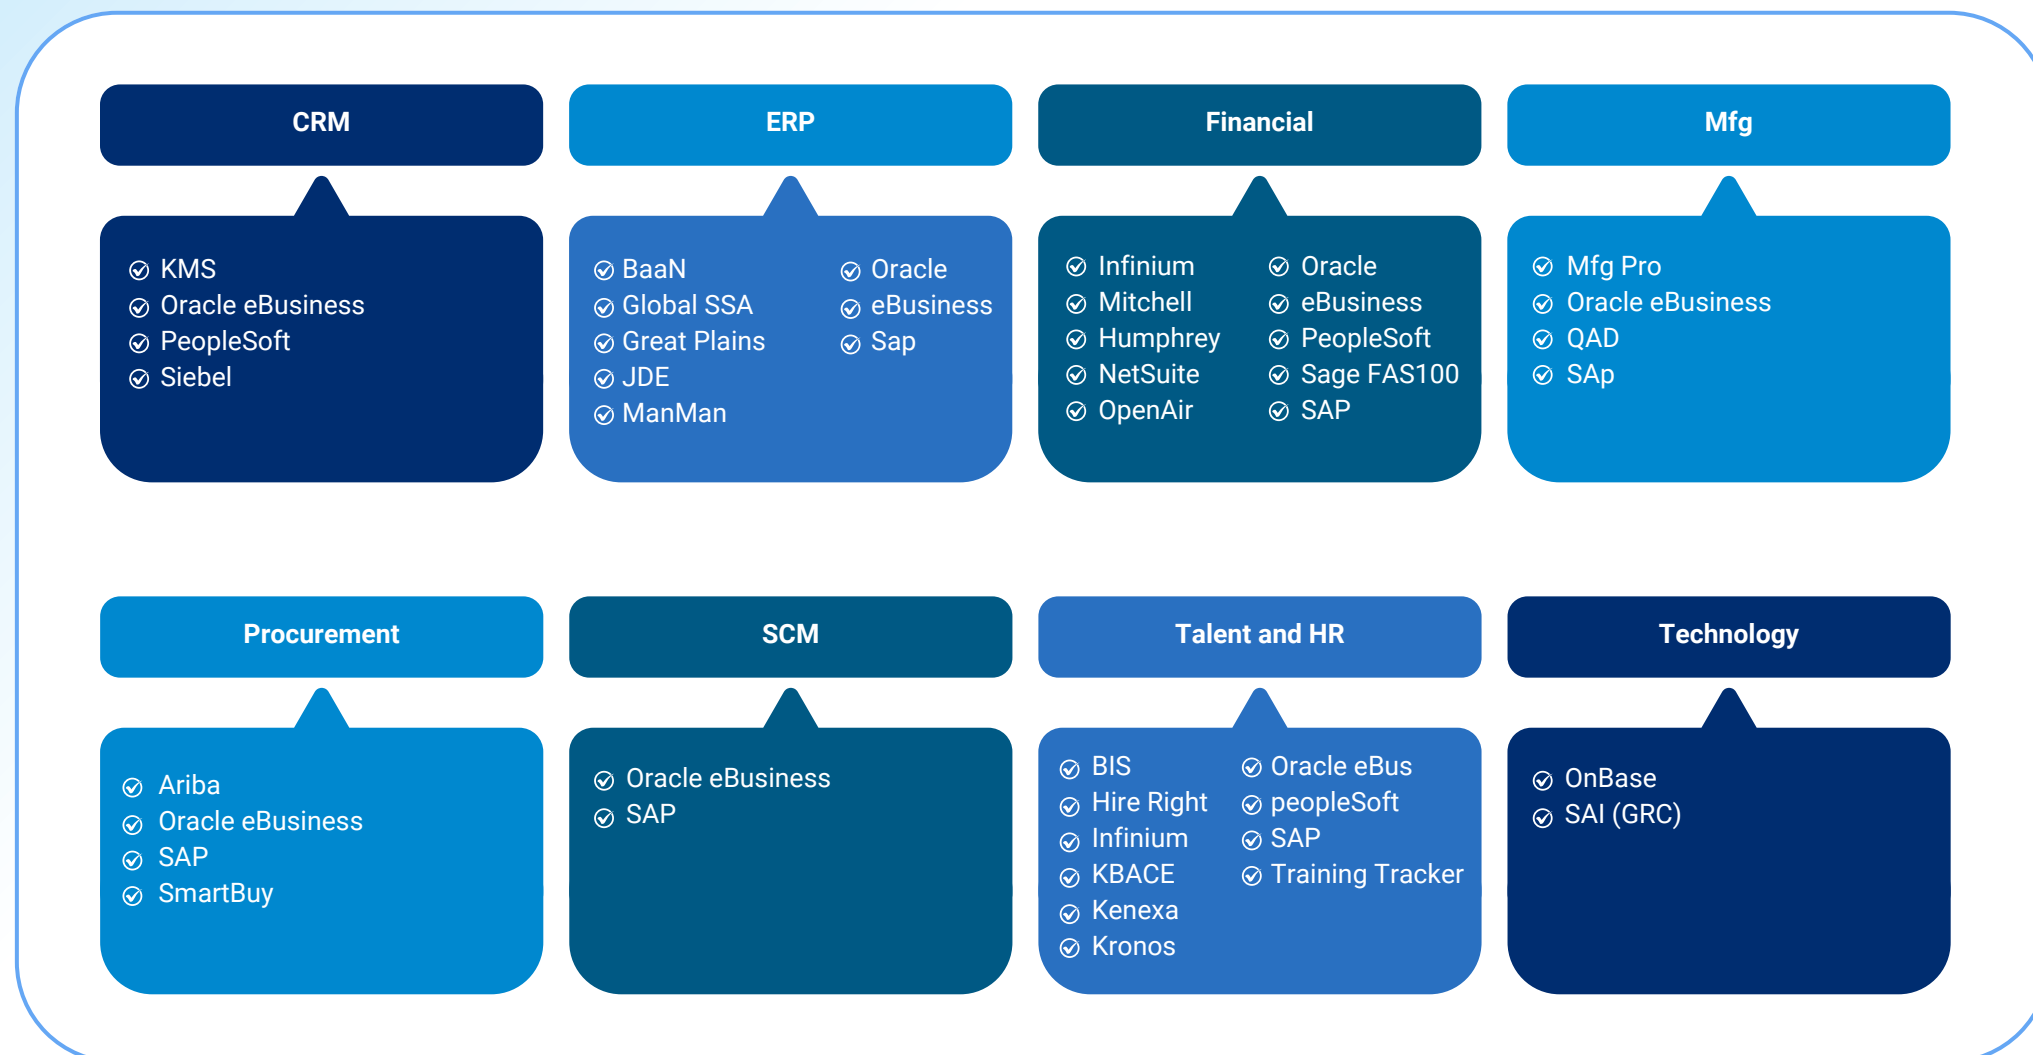 CRM
KMS
Oracle eBusiness
PeopleSoft
Siebel
ERP
BaaN
Global SSA
Great Plains
JDE
ManMan
Oracle
eBusiness
Sap
Financial
Infinium
Mitchell
Humphrey
NetSuite
OpenAir
Oracle
eBusiness
PeopleSoft
Sage FAS100
SAP
Mfg
Mfg Pro
Oracle eBusiness
QAD
SAp
Procurement
Ariba
Oracle eBusiness
SAP
SmartBuy
SCM
Oracle eBusiness
SAP
Talent and HR
BIS
Hire Right
Infinium
KBACE
Kenexa
Kronos
Oracle eBus
peopleSoft
SAP
Training Tracker
Technology
OnBase
SAI (GRC)